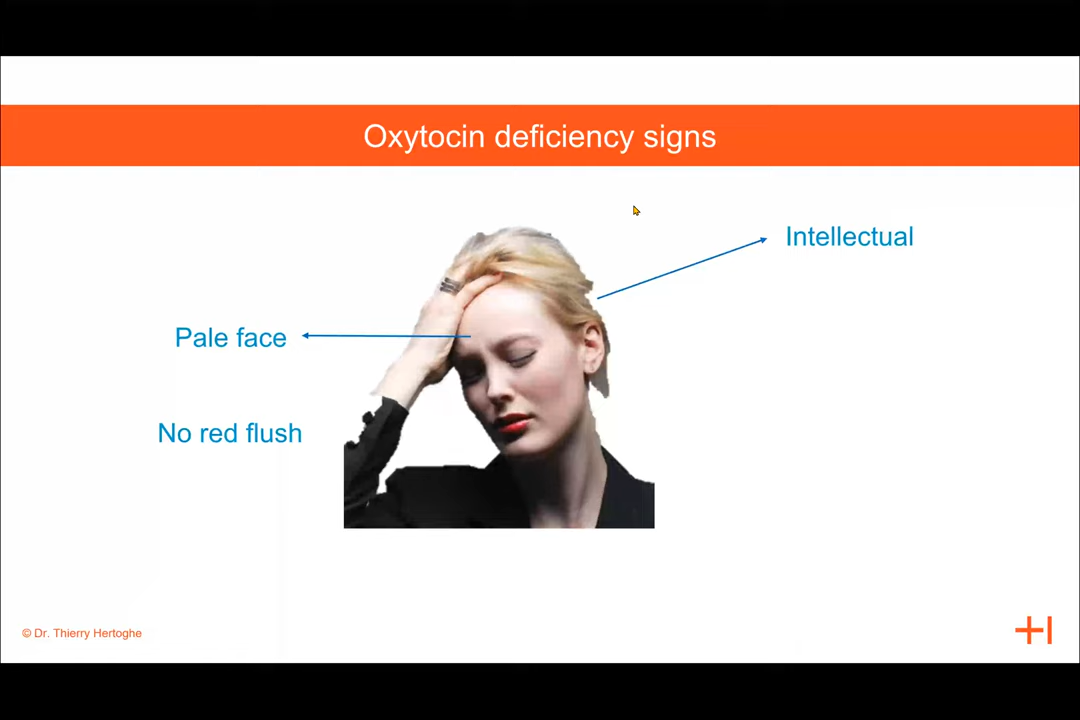 Oxytocin deficiency signs
Intellectual
Pale face
No red flush
© Dr. Thierry Hertoghe